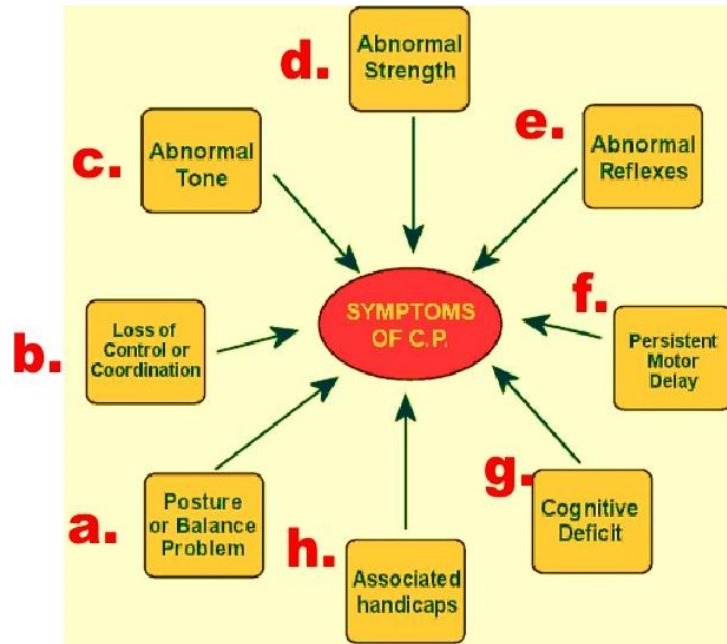 d.
Abnormal
Strength
c.
Abnormal
Tone
e.
Abnormal
Reflexes
SYMPTOMS
OF C.P.
b.
Loss of
Control or
Coordination
f.
Persistent
Motor
Delay
a.
Posture
or Balance
Problem
g.
Cognitive
Deficit
h.
Associated
handicaps